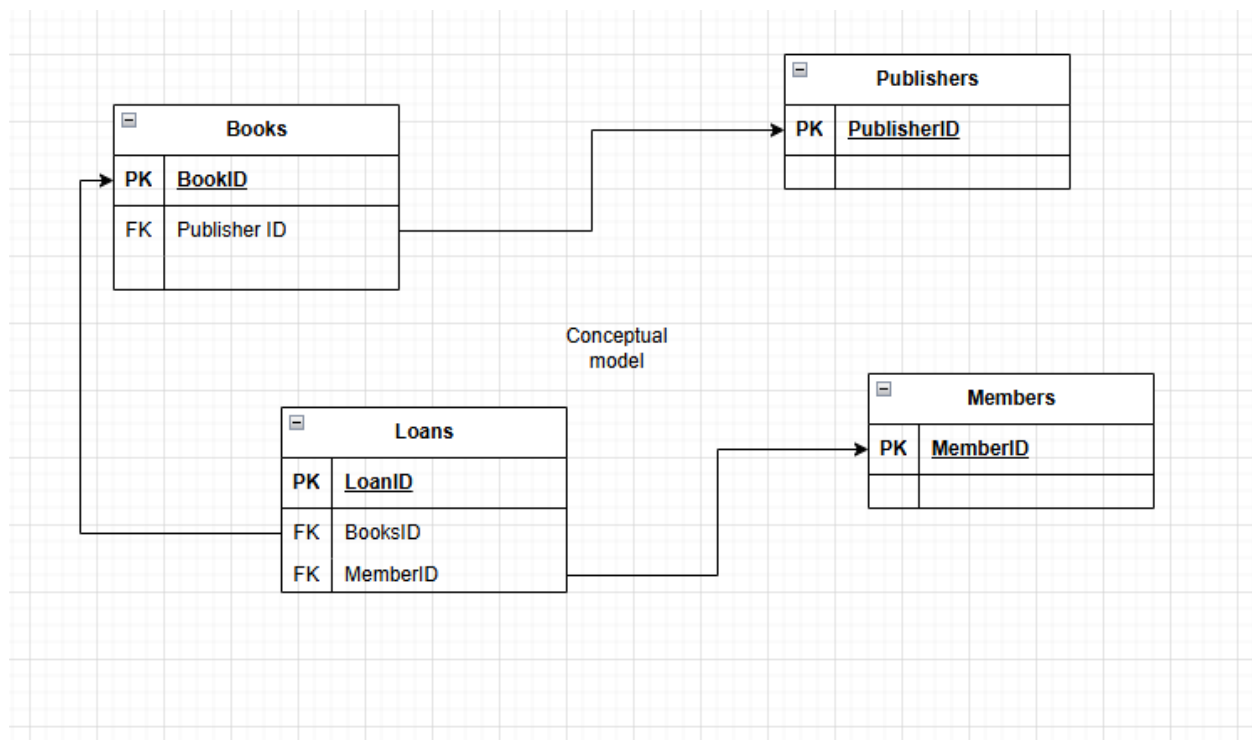 Publishers
PK PublisherID
Books
PK BookID
FK Publisher ID
Conceptual
model
Members
PK MemberID
Loans
PK LoanID
FK BooksID
FK MemberID